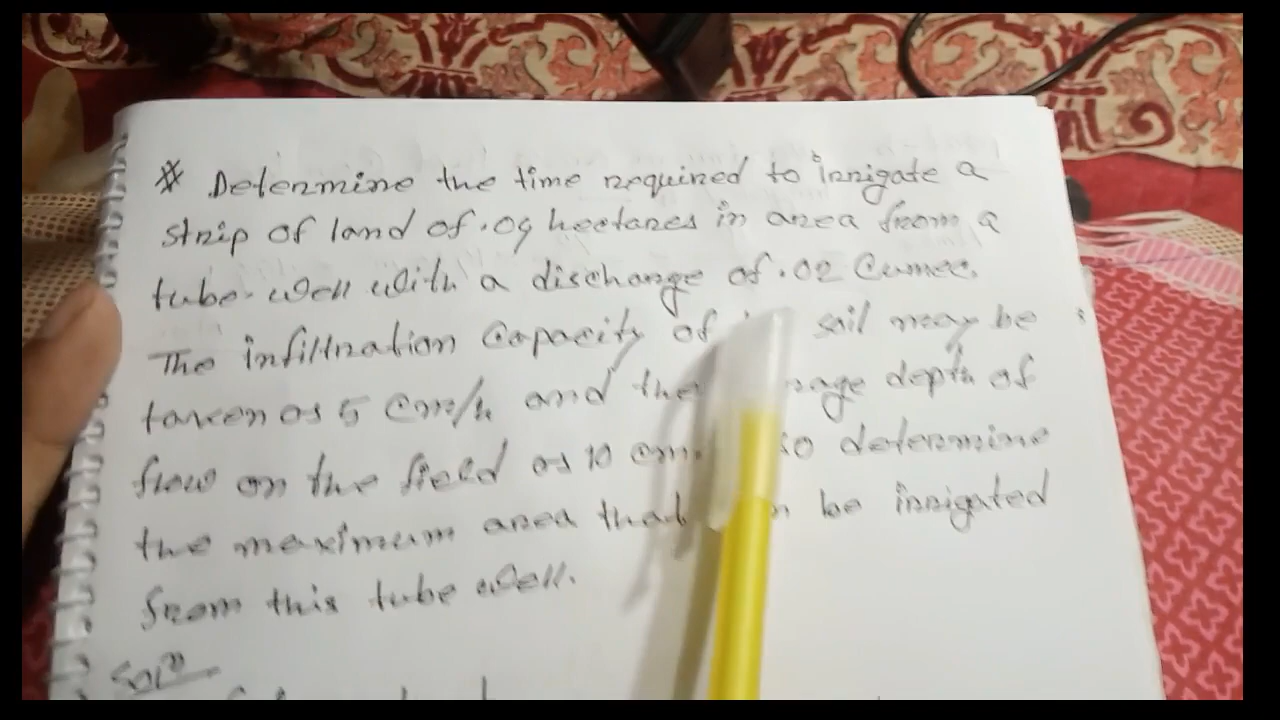 * Determine the time required to irrigate a
strip of land of .09 hectares in area from a
tube-well with a discharge of .02 cumec.
The infiltration capacity of soil may be
taken as 5 cm/h and the depth of
flow on the field as 10 cm. determine
the maximum area that be irrigated
from this tube well.
Solⁿ